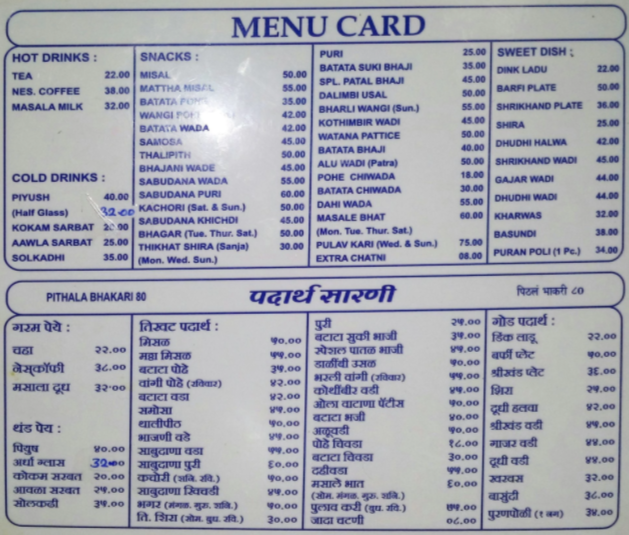 MENU CARD
HOT DRINKS :
TEA 22.00
NES. COFFEE 38.00
MASALA MILK 32.00
COLD DRINKS :
PIYUSH 40.00
(Half Glass) 32.00
KOKAM SARBAT 20.00
AAWLA SARBAT 25.00
SOLKADHI 35.00
SNACKS :
MISAL 50.00
MATTHA MISAL 55.00
BATATA POHE 35.00
WANGI POHE 42.00
BATATA WADA 42.00
SAMOSA 45.00
THALIPITH 50.00
BHAJANI WADE 45.00
SABUDANA WADA 55.00
SABUDANA PURI 60.00
KACHORI (Sat. & Sun.) 50.00
SABUDANA KHICHDI 45.00
BHAGAR (Tue. Thur. Sat.) 50.00
THIKHAT SHIRA (Sanja) 30.00
(Mon. Wed. Sun.)
PURI 25.00
BATATA SUKI BHAJI 35.00
SPL. PATAL BHAJI 45.00
DALIMBI USAL 50.00
BHARLI WANGI (Sun.) 55.00
KOTHIMBIR WADI 45.00
WATANA PATTICE 50.00
BATATA BHAJI 40.00
ALU WADI (Patra) 50.00
POHE CHIWADA 18.00
BATATA CHIWADA 30.00
DAHI WADA 55.00
MASALE BHAT 60.00
(Mon. Tue. Thur. Sat.)
PULAV KARI (Wed. & Sun.) 75.00
EXTRA CHATNI 08.00
SWEET DISH :
DINK LADU 22.00
BARFI PLATE 50.00
SHRIKHAND PLATE 36.00
SHIRA 25.00
DHUDHI HALWA 42.00
SHRIKHAND WADI 45.00
GAJAR WADI 44.00
DHUDHI WADI 44.00
KHARWAS 32.00
BASUNDI 38.00
PURAN POLI (1 Pc.) 34.00
PITHALA BHAKARI 80
पदार्थ सारणी
पिठलं भाकरी ८०
गरम पेये :
चहा २२.००
नेस्कॉफी ३८.००
मसाला दूध ३२.००
थंड पेय :
पियुष ४०.००
अर्धा ग्लास 32.00
कोकम सरबत २०.००
आवळा सरबत २५.००
सोलकढी ३५.००
तिखट पदार्थ :
मिसळ ५०.००
मठ्ठा मिसळ ५५.००
बटाटा पोहे ३५.००
वांगी पोहे (रविवार) ४२.००
बटाटा वडा ४२.००
समोसा ४५.००
थालीपीठ ५०.००
भाजणी वडे ४५.००
साबुदाणा वडा ५५.००
साबुदाणा पुरी ६०.००
कचोरी (शनि. रवि.) ५०.००
साबुदाणा खिचडी ४५.००
भगर (मंगळ. गुरु. शनि.) ५०.००
ति. शिरा (सोम. बुध. रवि.) ३०.००
पुरी २५.००
बटाटा सुकी भाजी ३५.००
स्पेशल पातळ भाजी ४५.००
डाळींबी उसळ ५०.००
भरली वांगी (रविवार) ५५.००
कोथींबीर वडी ४५.००
ओला वाटाणा पॅटीस ५०.००
बटाटा भजी ४०.००
अळूवडी ५०.००
पोहे चिवडा १८.००
बटाटा चिवडा ३०.००
दहीवडा ५५.००
मसाले भात ६०.००
(सोम. मंगळ. गुरु. शनि.)
पुलाव करी (बुध. रवि.) ७५.००
जादा चटणी ०८.००
गोड पदार्थ :
डिंक लाडू २२.००
बर्फी प्लेट ५०.००
श्रीखंड प्लेट ३६.००
शिरा २५.००
दूधी हलवा ४२.००
श्रीखंड वडी ४५.००
गाजर वडी ४४.००
दूधी वडी ४४.००
खरवस ३२.००
बासुंदी ३८.००
पुरणपोळी (१ नग) ३४.००